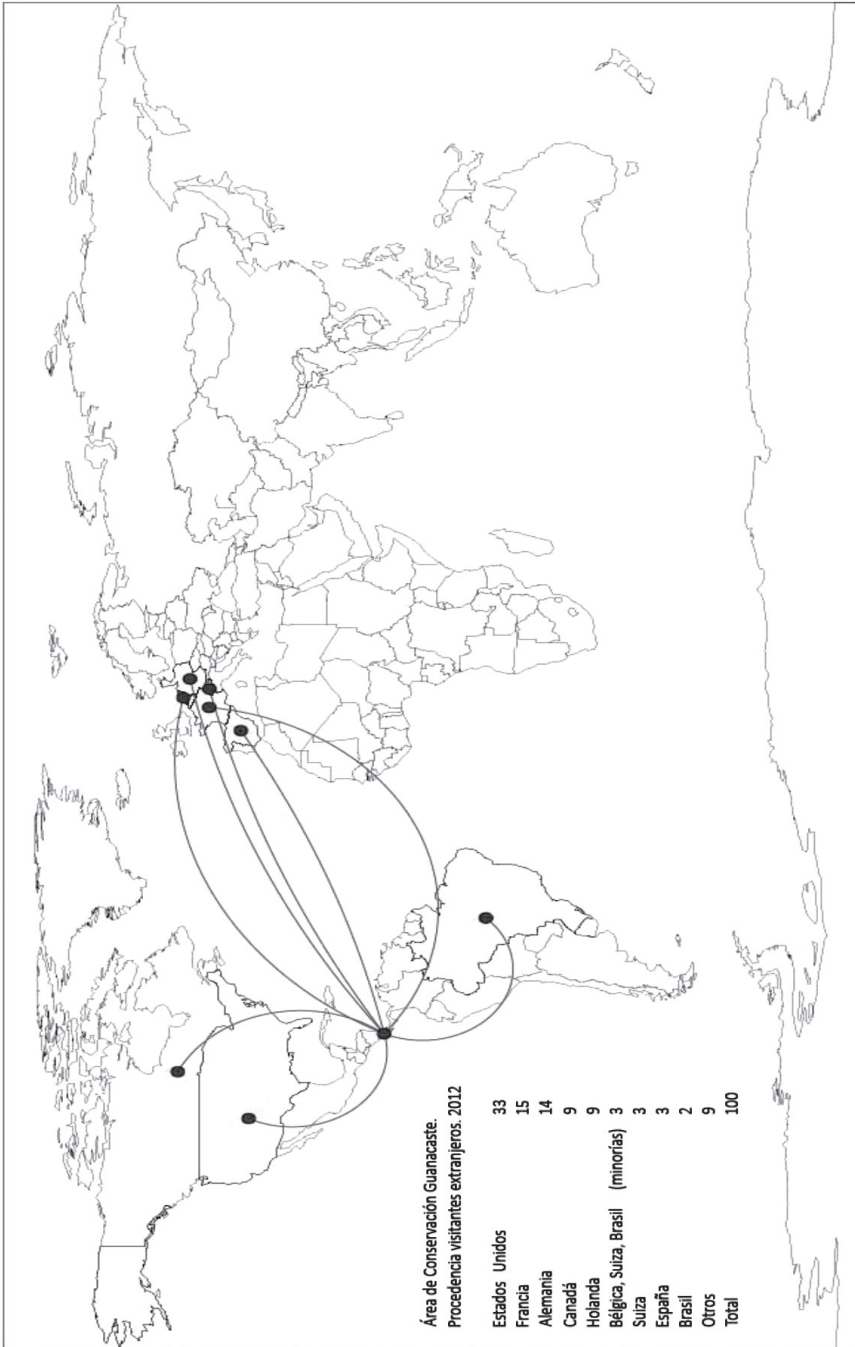 Área de Conservación Guanacaste.
Procedencia visitantes extranjeros. 2012
Estados Unidos 33
Francia 15
Alemania 14
Canadá 9
Holanda 9
Bélgica, Suiza, Brasil (minorías) 3
Suiza 3
España 3
Brasil 2
Otros 9
Total 100